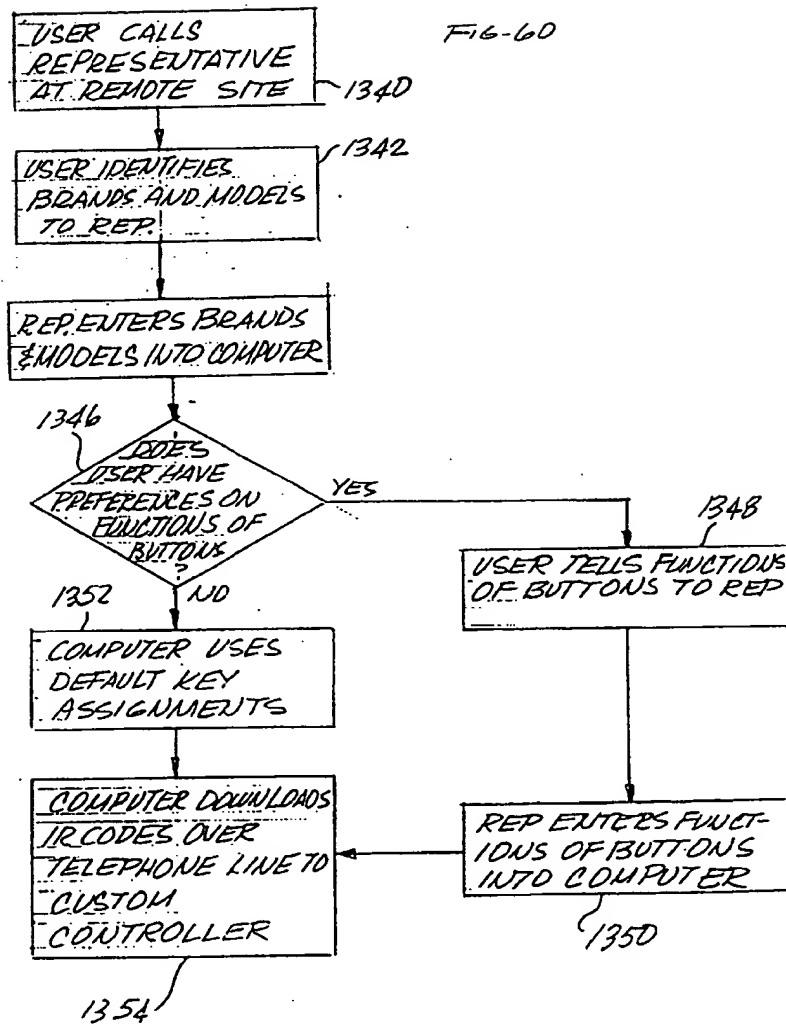 FIG-60
USER CALLS
REPRESENTATIVE
AT REMOTE SITE
1340
1342
USER IDENTIFIES
BRANDS AND MODELS
TO REP.
REP. ENTERS BRANDS
& MODELS INTO COMPUTER
1346
DOES
USER HAVE
PREFERENCES ON
FUNCTIONS OF
BUTTONS
?
YES
NO
1348
USER TELLS FUNCTIONS
OF BUTTONS TO REP
1352
COMPUTER USES
DEFAULT KEY
ASSIGNMENTS
COMPUTER DOWNLOADS
IR CODES OVER
TELEPHONE LINE TO
CUSTOM
CONTROLLER
1354
REP ENTERS FUNCT-
IONS OF BUTTONS
INTO COMPUTER
1350